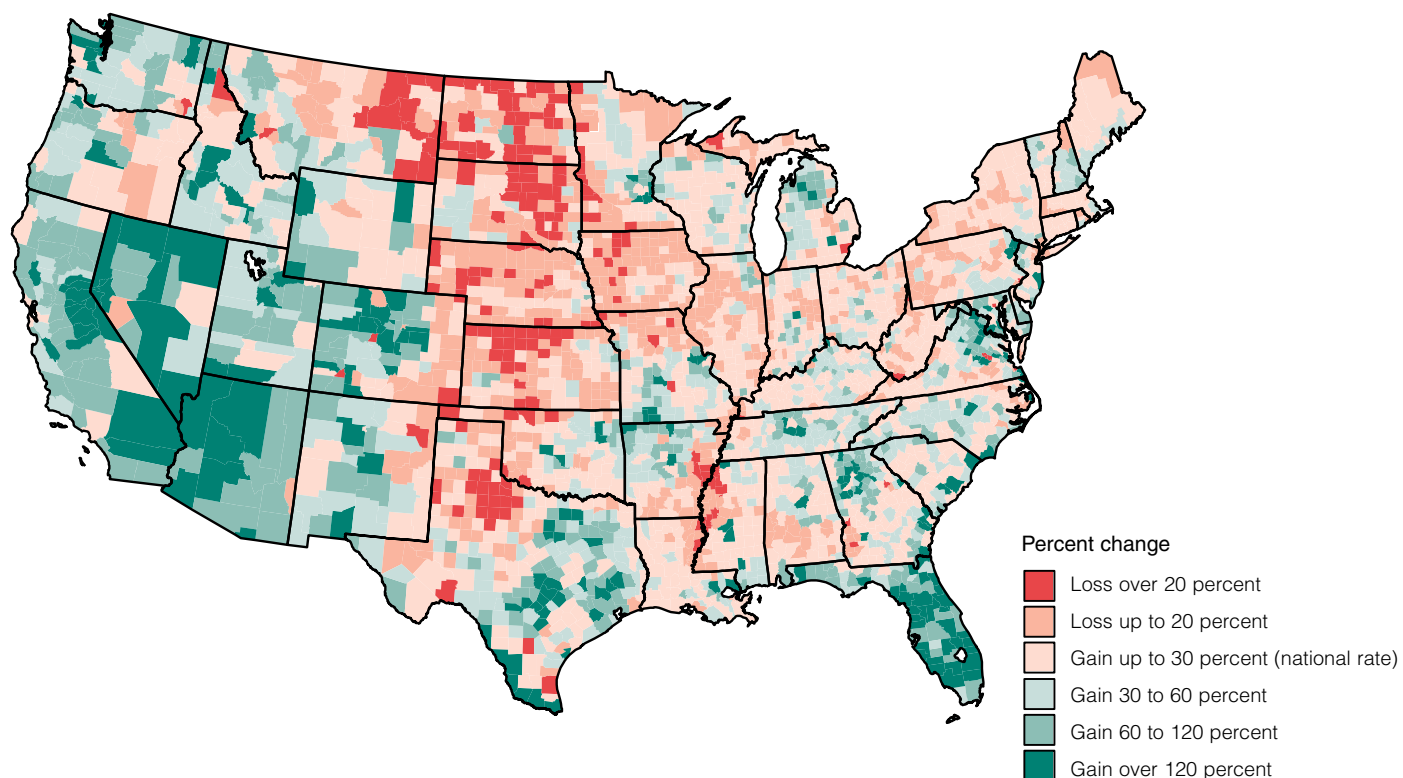 Percent change
Loss over 20 percent
Loss up to 20 percent
Gain up to 30 percent (national rate)
Gain 30 to 60 percent
Gain 60 to 120 percent
Gain over 120 percent